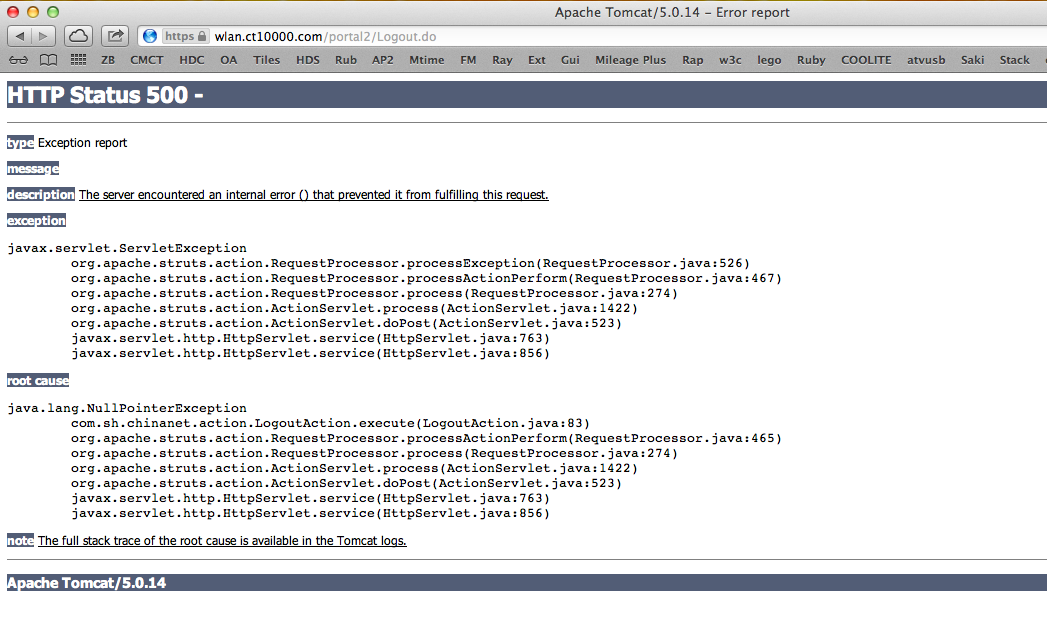 Apache Tomcat/5.0.14 – Error report
https wlan.ct10000.com/portal2/Logout.do
ZB CMCT HDC OA Tiles HDS Rub AP2 Mtime FM Ray Ext Gui Mileage Plus Rap w3c lego Ruby COOLITE atvusb Saki Stack
HTTP Status 500 -
type Exception report
message
description The server encountered an internal error () that prevented it from fulfilling this request.
exception
javax.servlet.ServletException
org.apache.struts.action.RequestProcessor.processException(RequestProcessor.java:526)
org.apache.struts.action.RequestProcessor.processActionPerform(RequestProcessor.java:467)
org.apache.struts.action.RequestProcessor.process(RequestProcessor.java:274)
org.apache.struts.action.ActionServlet.process(ActionServlet.java:1422)
org.apache.struts.action.ActionServlet.doPost(ActionServlet.java:523)
javax.servlet.http.HttpServlet.service(HttpServlet.java:763)
javax.servlet.http.HttpServlet.service(HttpServlet.java:856)
root cause
java.lang.NullPointerException
com.sh.chinanet.action.LogoutAction.execute(LogoutAction.java:83)
org.apache.struts.action.RequestProcessor.processActionPerform(RequestProcessor.java:465)
org.apache.struts.action.RequestProcessor.process(RequestProcessor.java:274)
org.apache.struts.action.ActionServlet.process(ActionServlet.java:1422)
org.apache.struts.action.ActionServlet.doPost(ActionServlet.java:523)
javax.servlet.http.HttpServlet.service(HttpServlet.java:763)
javax.servlet.http.HttpServlet.service(HttpServlet.java:856)
note The full stack trace of the root cause is available in the Tomcat logs.
Apache Tomcat/5.0.14